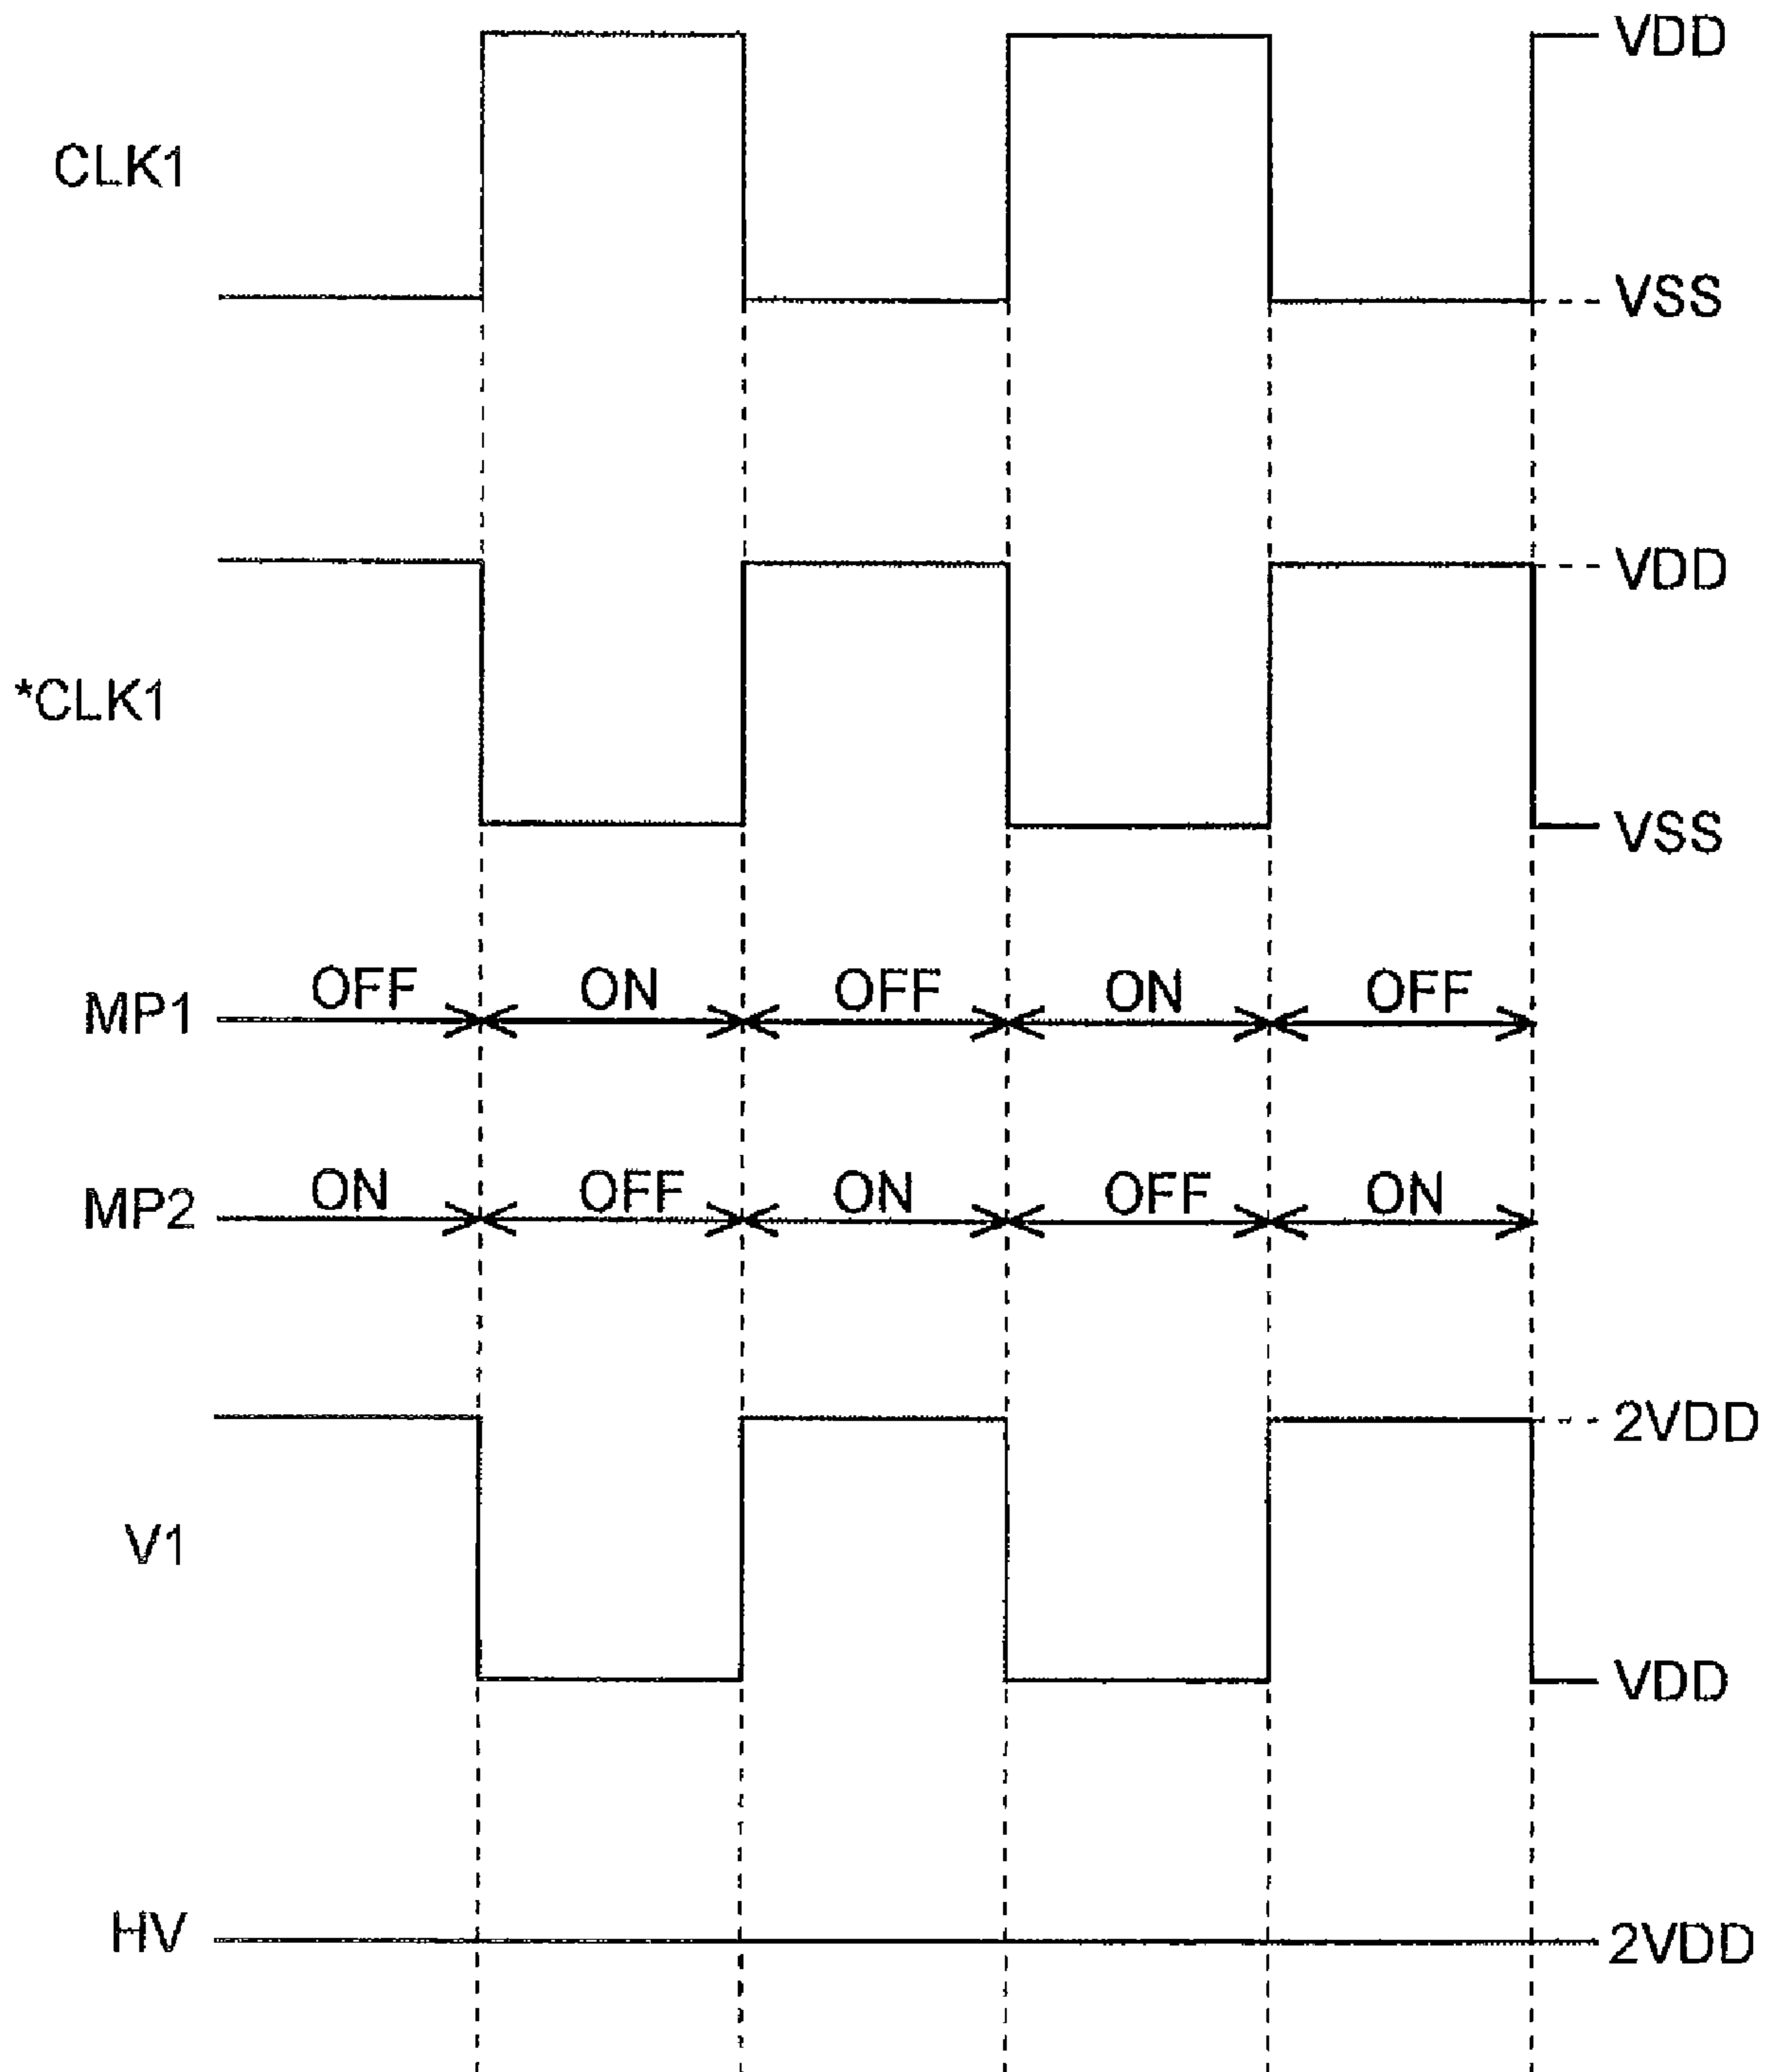 VDD
CLK1
VSS
VDD
*CLK1
VSS
MP1 OFF ON OFF ON OFF
MP2 ON OFF ON OFF ON
2VDD
V1
VDD
HV 2VDD